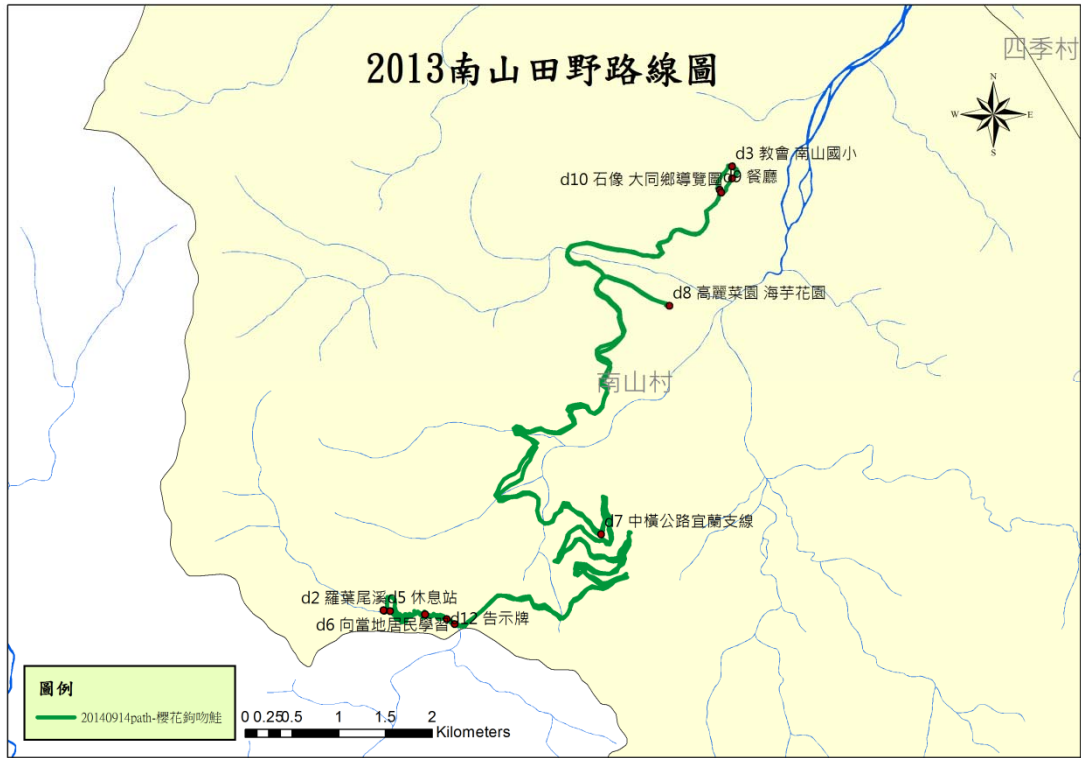 2013南山田野路線圖
四季村
N
W
E
S
d3 教會 南山國小
d10 石像 大同鄉導覽圖
d9 餐廳
d8 高麗菜園 海芋花園
南山村
d7 中橫公路宜蘭支線
d2 羅葉尾溪
d5 休息站
d6 向當地居民學習
d12 告示牌
圖例
20140914path-櫻花鉤吻鮭
0 0.25 0.5 1 1.5 2
Kilometers